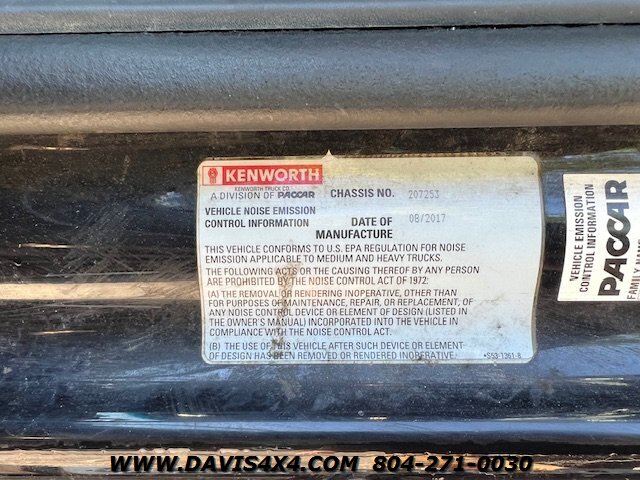 KENWORTH
KENWORTH TRUCK CO.
A DIVISION OF PACCAR CHASSIS NO. 207253
VEHICLE NOISE EMISSION
CONTROL INFORMATION
DATE OF MANUFACTURE 08/2017
THIS VEHICLE CONFORMS TO U.S. EPA REGULATION FOR NOISE
EMISSION APPLICABLE TO MEDIUM AND HEAVY TRUCKS.
THE FOLLOWING ACTS OR THE CAUSING THEREOF BY ANY PERSON
ARE PROHIBITED BY THE NOISE CONTROL ACT OF 1972:
(A) THE REMOVAL OR RENDERING INOPERATIVE, OTHER THAN
FOR PURPOSES OF MAINTENANCE, REPAIR, OR REPLACEMENT, OF
ANY NOISE CONTROL DEVICE OR ELEMENT OF DESIGN (LISTED IN
THE OWNER'S MANUAL) INCORPORATED INTO THE VEHICLE IN
COMPLIANCE WITH THE NOISE CONTROL ACT.
(B) THE USE OF THIS VEHICLE AFTER SUCH DEVICE OR ELEMENT
OF DESIGN HAS BEEN REMOVED OR RENDERED INOPERATIVE.
S53-1361-B
VEHICLE EMISSION
CONTROL INFORMATION
PACCAR
WWW.DAVIS4X4.COM 804-271-0030